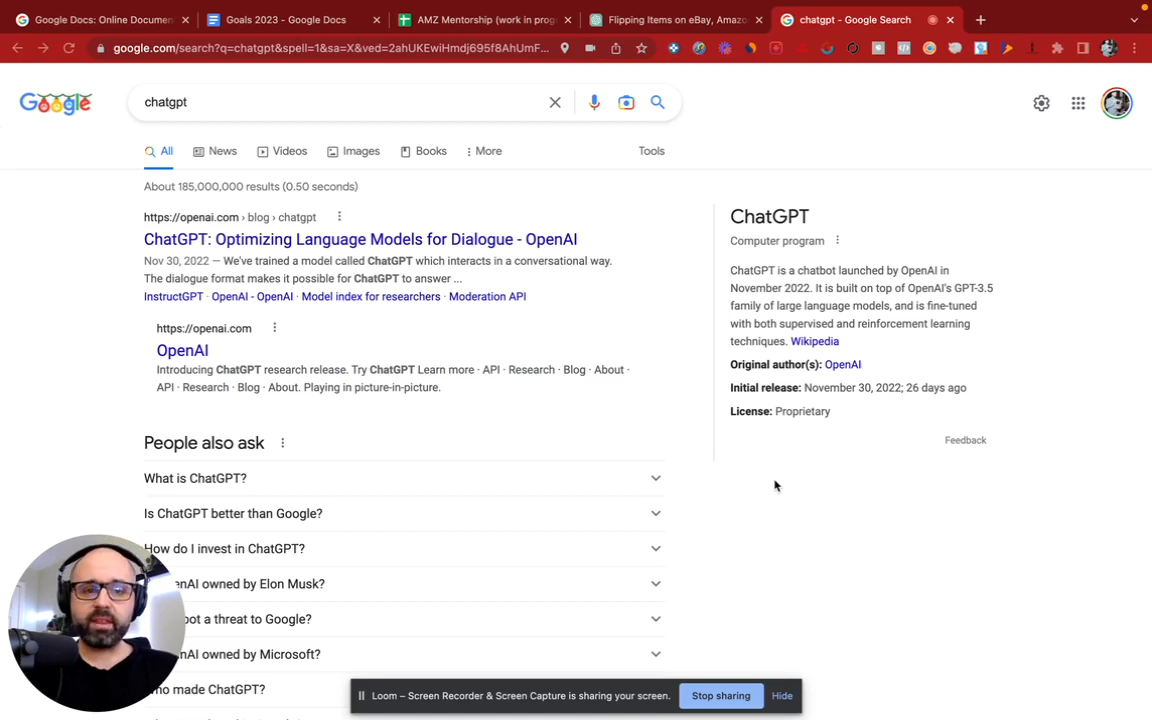 Google Docs: Online Documen
Goals 2023 - Google Docs
AMZ Mentorship (work in prog
Flipping Items on eBay, Amazo
chatgpt - Google Search
google.com/search?q=chatgpt&spell=1&sa=X&ved=2ahUKEwiHmdj695f8AhUmF...
Google
chatgpt
All
News
Videos
Images
Books
More
Tools
About 185,000,000 results (0.50 seconds)
https://openai.com › blog › chatgpt
ChatGPT: Optimizing Language Models for Dialogue - OpenAI
Nov 30, 2022 — We've trained a model called ChatGPT which interacts in a conversational way.
The dialogue format makes it possible for ChatGPT to answer ...
InstructGPT · OpenAI - OpenAI · Model index for researchers · Moderation API
https://openai.com
OpenAI
Introducing ChatGPT research release. Try ChatGPT Learn more · API · Research · Blog · About ·
API · Research · Blog · About. Playing in picture-in-picture.
People also ask
What is ChatGPT?
Is ChatGPT better than Google?
How do I invest in ChatGPT?
enAI owned by Elon Musk?
bot a threat to Google?
nAI owned by Microsoft?
ho made ChatGPT?
ChatGPT
Computer program
ChatGPT is a chatbot launched by OpenAI in
November 2022. It is built on top of OpenAI's GPT-3.5
family of large language models, and is fine-tuned
with both supervised and reinforcement learning
techniques. Wikipedia
Original author(s): OpenAI
Initial release: November 30, 2022; 26 days ago
License: Proprietary
Feedback
Loom – Screen Recorder & Screen Capture is sharing your screen.
Stop sharing
Hide